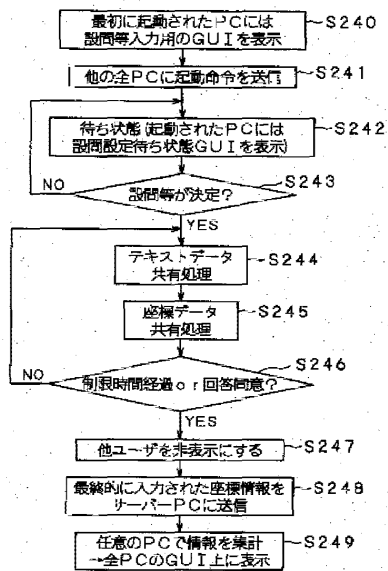 最初に起動されたPCには
設問等入力用のGUIを表示
S240
他の全PCに起動命令を送信
S241
待ち状態(起動されたPCには
設問設定待ち状態GUIを表示)
S242
NO
設問等が決定?
S243
YES
テキストデータ
共有処理
S244
座標データ
共有処理
S245
NO
制限時間経過or回答同意?
S246
YES
他ユーザを非表示にする
S247
最終的に入力された座標情報を
サーバーPCに送信
S248
任意のPCで情報を集計
→全PCのGUI上に表示
S249